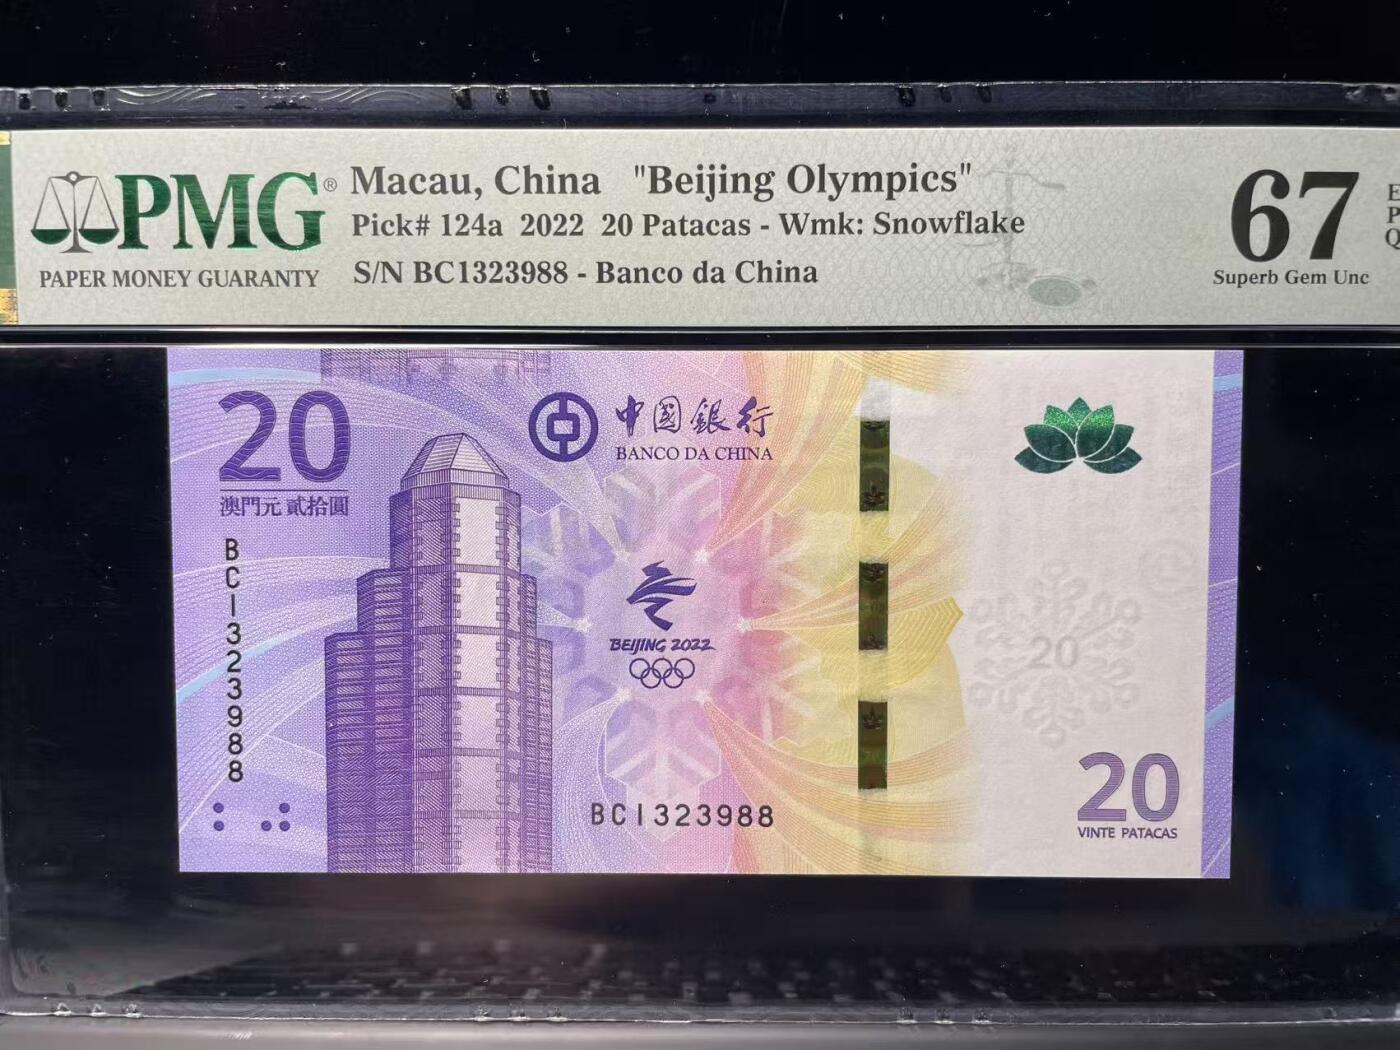 PMG®
PAPER MONEY GUARANTY
Macau, China "Beijing Olympics"
Pick# 124a 2022 20 Patacas - Wmk: Snowflake
S/N BC1323988 - Banco da China
67
Superb Gem Unc
E
P
Q
20
澳門元 貳拾圓
BC1323988
中國銀行
BANCO DA CHINA
BEIJING 2022
BC1323988
20
20
VINTE PATACAS